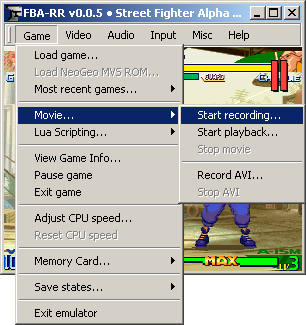 FBA-RR v0.0.5 • Street Fighter Alpha ...
Game Video Audio Input Misc Help
Load game...
Load NeoGeo MVS ROM...
Most recent games...
Movie...
Lua Scripting...
View Game Info...
Pause game
Exit game
Adjust CPU speed...
Reset CPU speed
Memory Card...
Save states...
Exit emulator
Start recording...
Start playback...
Stop movie
Record AVI...
Stop AVI
A-ISM
MAX
3